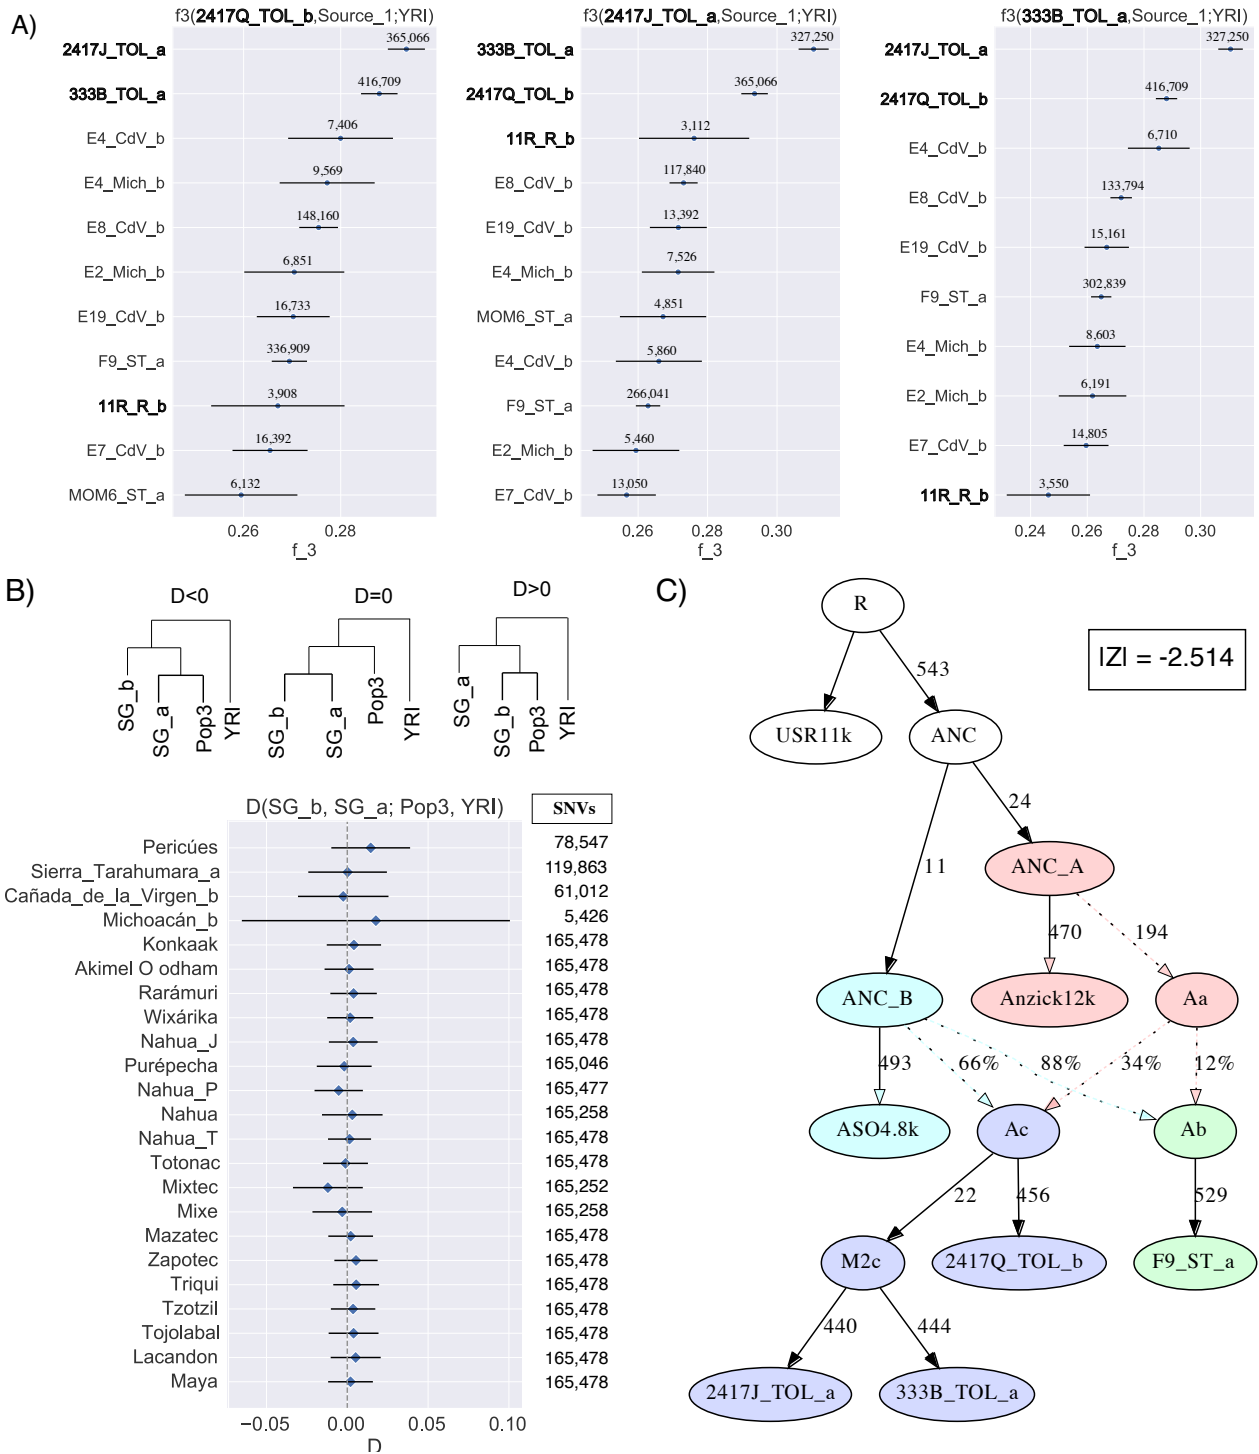 A)
f3(2417Q_TOL_b,Source_1;YRI)
2417J_TOL_a 365,066
333B_TOL_a 416,709
E4_CdV_b 7,406
E4_Mich_b 9,569
E8_CdV_b 148,160
E2_Mich_b 6,851
E19_CdV_b 16,733
F9_ST_a 336,909
11R_R_b 3,908
E7_CdV_b 16,392
MOM6_ST_a 6,132
0.26 0.28
f_3
f3(2417J_TOL_a,Source_1;YRI)
333B_TOL_a 327,250
2417Q_TOL_b 365,066
11R_R_b 3,112
E8_CdV_b 117,840
E19_CdV_b 13,392
E4_Mich_b 7,526
MOM6_ST_a 4,851
E4_CdV_b 5,860
F9_ST_a 266,041
E2_Mich_b 5,460
E7_CdV_b 13,050
0.26 0.28 0.30
f_3
f3(333B_TOL_a,Source_1;YRI)
2417J_TOL_a 327,250
2417Q_TOL_b 416,709
E4_CdV_b 6,710
E8_CdV_b 133,794
E19_CdV_b 15,161
F9_ST_a 302,839
E4_Mich_b 8,603
E2_Mich_b 6,191
E7_CdV_b 14,805
11R_R_b 3,550
0.24 0.26 0.28 0.30
f_3
B)
D<0 D=0 D>0
SG_b SG_a Pop3 YRI
SG_b SG_a Pop3 YRI
SG_a SG_b Pop3 YRI
D(SG_b, SG_a; Pop3, YRI) SNVs
Pericúes 78,547
Sierra_Tarahumara_a 119,863
Cañada_de_la_Virgen_b 61,012
Michoacán_b 5,426
Konkaak 165,478
Akimel O odham 165,478
Rarámuri 165,478
Wixárika 165,478
Nahua_J 165,478
Purépecha 165,046
Nahua_P 165,477
Nahua 165,258
Nahua_T 165,478
Totonac 165,478
Mixtec 165,252
Mixe 165,258
Mazatec 165,478
Zapotec 165,478
Triqui 165,478
Tzotzil 165,478
Tojolabal 165,478
Lacandon 165,478
Maya 165,478
−0.05 0.00 0.05 0.10
D
C)
R
|Z| = -2.514
543
USR11k ANC
24
11
ANC_A
470 194
ANC_B Anzick12k Aa
493 66% 88% 34% 12%
ASO4.8k Ac Ab
22 456 529
M2c 2417Q_TOL_b F9_ST_a
440 444
2417J_TOL_a 333B_TOL_a